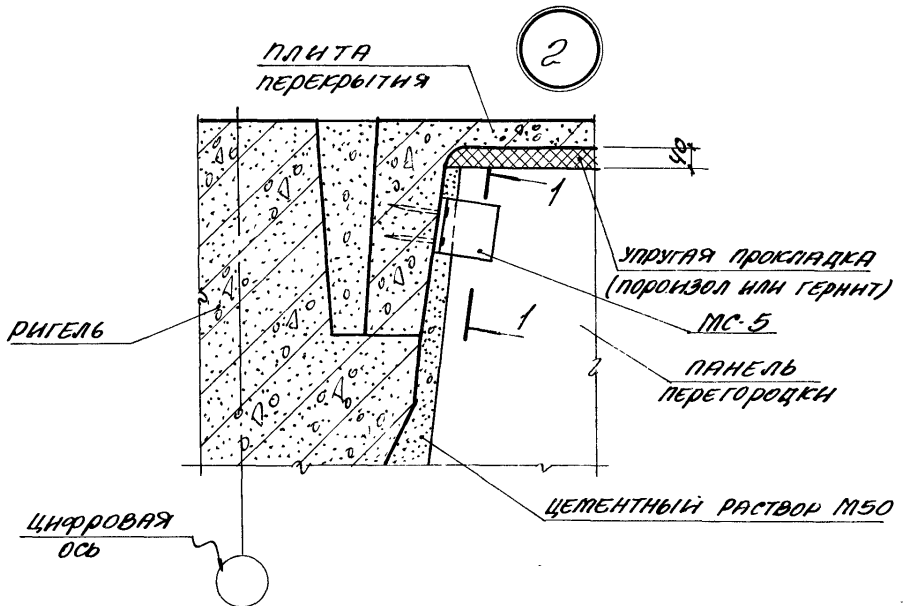 2
ПЛИТА
ПЕРЕКРЫТИЯ
40
1
УПРУГАЯ ПРОКЛАДКА
(ПОРОИЗОЛ ИЛИ ГЕРНИТ)
1
МС-5
РИГЕЛЬ
ПАНЕЛЬ
ПЕРЕГОРОДКИ
ЦЕМЕНТНЫЙ РАСТВОР М50
ЦИФРОВАЯ
ОСЬ